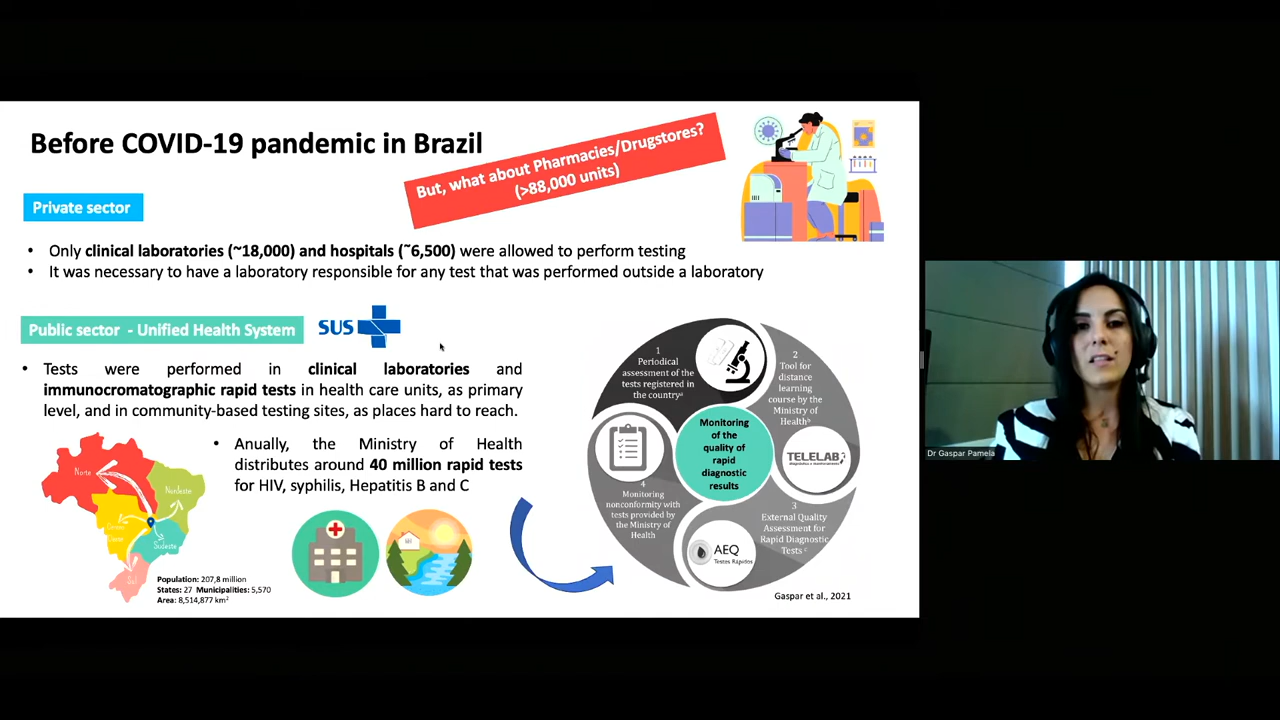 Before COVID-19 pandemic in Brazil
But, what about Pharmacies/Drugstores?
(>88,000 units)
Private sector
• Only clinical laboratories (~18,000) and hospitals (~6,500) were allowed to perform testing
• It was necessary to have a laboratory responsible for any test that was performed outside a laboratory
Public sector - Unified Health System
SUS
• Tests were performed in clinical laboratories and
immunocromatographic rapid tests in health care units, as primary
level, and in community-based testing sites, as places hard to reach.
• Anually, the Ministry of Health
distributes around 40 million rapid tests
for HIV, syphilis, Hepatitis B and C
Norte
Nordeste
Centro
Oeste
Sudeste
Sul
Population: 207,8 million
States: 27 Municipalities: 5,570
Area: 8,514,877 km²
1
Periodical
assessment of the
tests registered in
the countryᵃ
2
Tool for
distance
learning
course by the
Ministry of
Healthᵇ
TELELAB
3
External Quality
Assessment for
Rapid Diagnostic
Tests ᶜ
AEQ
Testes Rápidos
4
Monitoring
nonconformity with
tests provided by
the Ministry of
Health
Monitoring
of the
quality of
rapid
diagnostic
results
Gaspar et al., 2021
Dr Gaspar Pamela